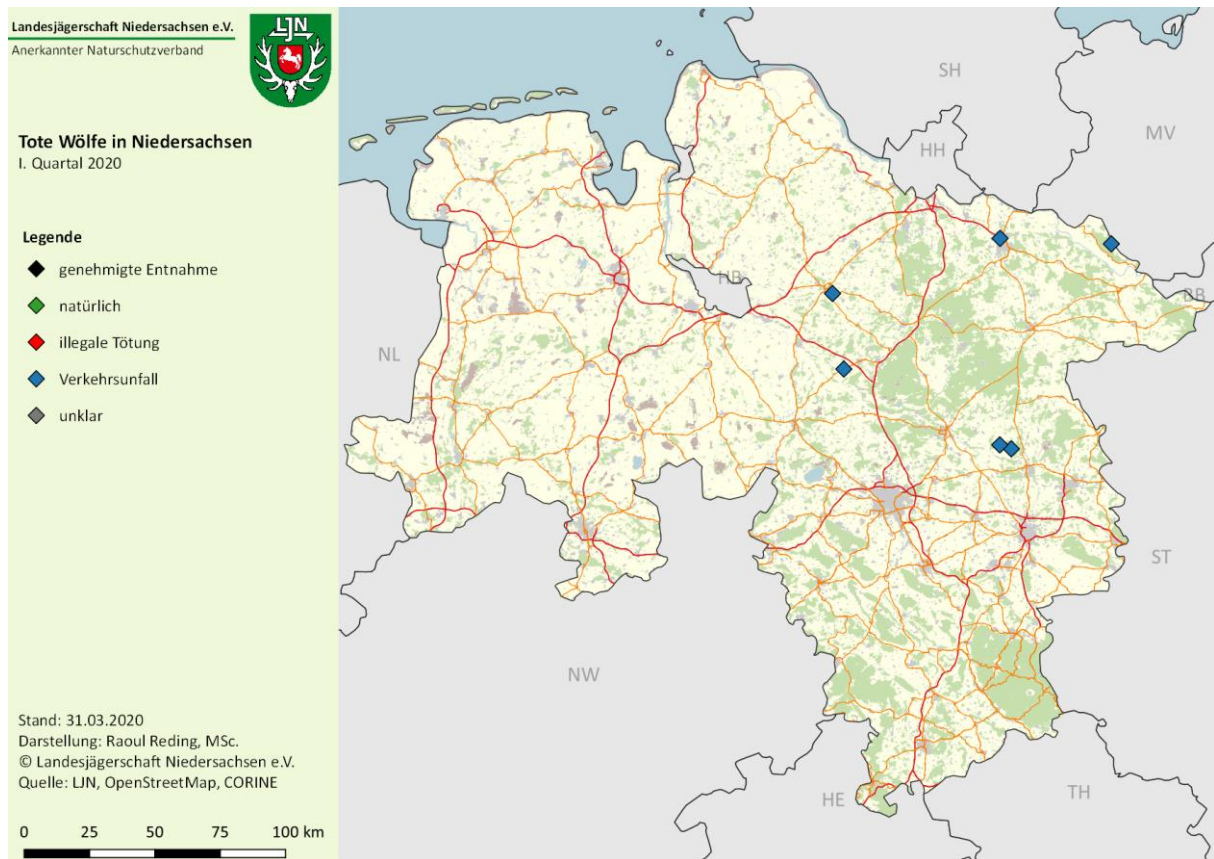 Landesjägerschaft Niedersachsen e.V.
Anerkannter Naturschutzverband
LJN
Tote Wölfe in Niedersachsen
I. Quartal 2020
Legende
genehmigte Entnahme
natürlich
illegale Tötung
Verkehrsunfall
unklar
Stand: 31.03.2020
Darstellung: Raoul Reding, MSc.
© Landesjägerschaft Niedersachsen e.V.
Quelle: LJN, OpenStreetMap, CORINE
0 25 50 75 100 km
SH
MV
HH
HB
BB
NL
ST
NW
HE
TH